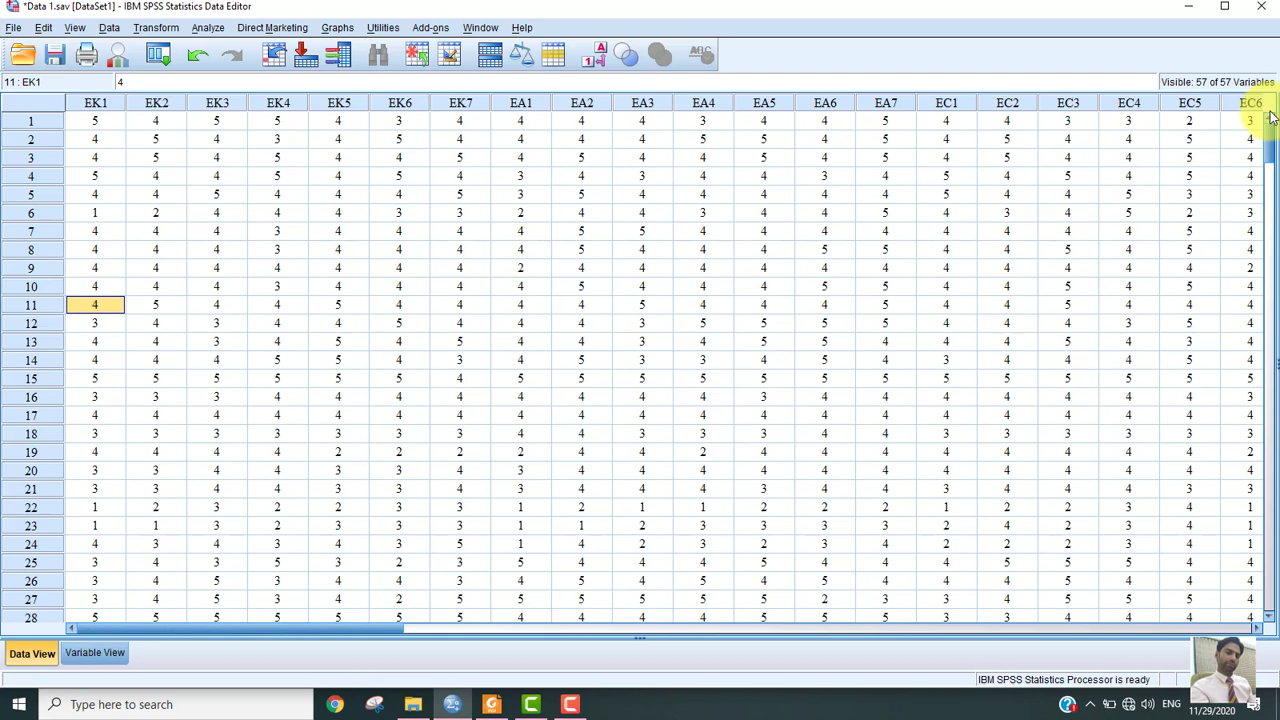 *Data 1.sav [DataSet1] - IBM SPSS Statistics Data Editor
File Edit View Data Transform Analyze Direct Marketing Graphs Utilities Add-ons Window Help
11 : EK1 4 Visible: 57 of 57 Variables
EK1 EK2 EK3 EK4 EK5 EK6 EK7 EA1 EA2 EA3 EA4 EA5 EA6 EA7 EC1 EC2 EC3 EC4 EC5 EC6
1 5 4 5 5 4 3 4 4 4 4 3 4 4 5 4 4 3 3 2 3
2 4 5 4 3 4 5 4 4 4 4 5 5 4 5 4 5 4 4 5 4
3 4 5 4 5 4 4 5 4 5 4 4 5 4 5 4 5 4 4 5 4
4 5 4 4 5 4 5 4 3 4 3 4 4 3 4 5 4 5 4 5 4
5 4 4 5 4 4 4 5 3 5 4 4 4 4 4 5 4 4 5 3 3
6 1 2 4 4 4 3 3 2 4 4 3 4 4 5 4 3 4 5 2 3
7 4 4 4 3 4 4 4 4 5 5 4 4 4 4 4 4 4 4 5 4
8 4 4 4 3 4 4 4 4 5 4 4 4 5 5 4 4 5 4 5 4
9 4 4 4 4 4 4 4 2 4 4 4 4 4 4 4 4 4 4 4 2
10 4 4 4 3 4 4 4 4 5 4 4 4 5 5 4 4 5 4 5 4
11 4 5 4 4 5 4 4 4 4 5 4 4 4 5 4 4 5 4 4 4
12 3 4 3 4 4 5 4 4 4 3 5 5 5 5 4 4 4 3 5 4
13 4 4 3 4 5 4 5 4 4 3 4 5 5 4 4 4 5 4 3 4
14 4 4 4 5 5 4 3 4 5 3 3 4 5 4 3 4 4 4 5 4
15 5 5 5 5 5 5 4 5 5 5 5 5 5 5 5 5 5 5 5 5
16 3 3 3 4 4 4 4 4 4 4 4 3 4 4 4 4 4 4 4 3
17 4 4 4 4 4 4 4 4 4 4 4 4 4 4 4 4 4 4 4 4
18 3 3 3 3 3 3 3 4 4 3 3 3 4 4 3 3 3 3 3 3
19 4 4 4 4 2 2 2 2 4 4 2 4 4 4 4 4 4 4 4 2
20 3 3 4 4 3 3 4 3 4 4 4 4 4 4 4 4 4 4 4 4
21 3 3 4 4 3 3 4 3 4 4 4 3 4 4 3 4 4 4 3 3
22 1 2 3 2 2 3 3 1 2 1 1 2 2 2 1 2 2 3 4 1
23 1 1 3 2 3 3 3 1 1 2 3 3 3 3 2 4 2 3 4 1
24 4 3 4 3 4 3 5 1 4 2 3 2 3 4 2 2 2 3 4 1
25 3 4 3 5 3 2 3 5 4 4 4 5 4 4 4 5 5 4 4 4
26 3 4 5 3 4 4 3 4 5 4 5 4 5 4 4 4 5 5 4 4
27 3 4 5 3 4 2 5 5 5 5 5 5 2 3 3 4 5 5 5 4
28 5 5 5 5 5 5 5 4 4 4 4 5 4 4 3 3 4 4 5 4
Data View Variable View
IBM SPSS Statistics Processor is ready
Type here to search
ENG
11/29/2020